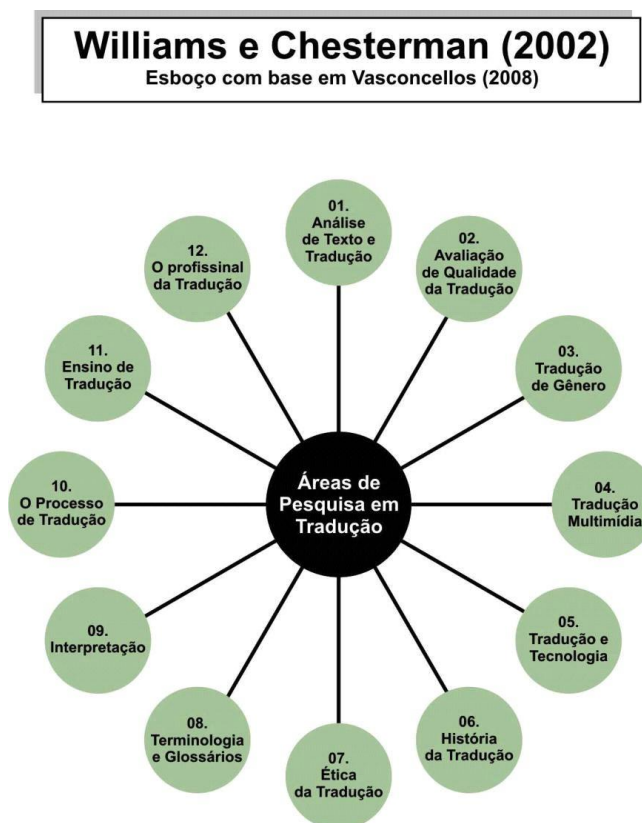 Williams e Chesterman (2002)
Esboço com base em Vasconcellos (2008)
01.
Análise
de Texto e
Tradução
02.
Avaliação
de Qualidade
da Tradução
03.
Tradução
de Gênero
04.
Tradução
Multimídia
05.
Tradução e
Tecnologia
06.
História
da Tradução
07.
Ética
da Tradução
08.
Terminologia
e Glossários
09.
Interpretação
10.
O Processo
de Tradução
11.
Ensino de
Tradução
12.
O profissinal
da Tradução
Áreas de
Pesquisa em
Tradução